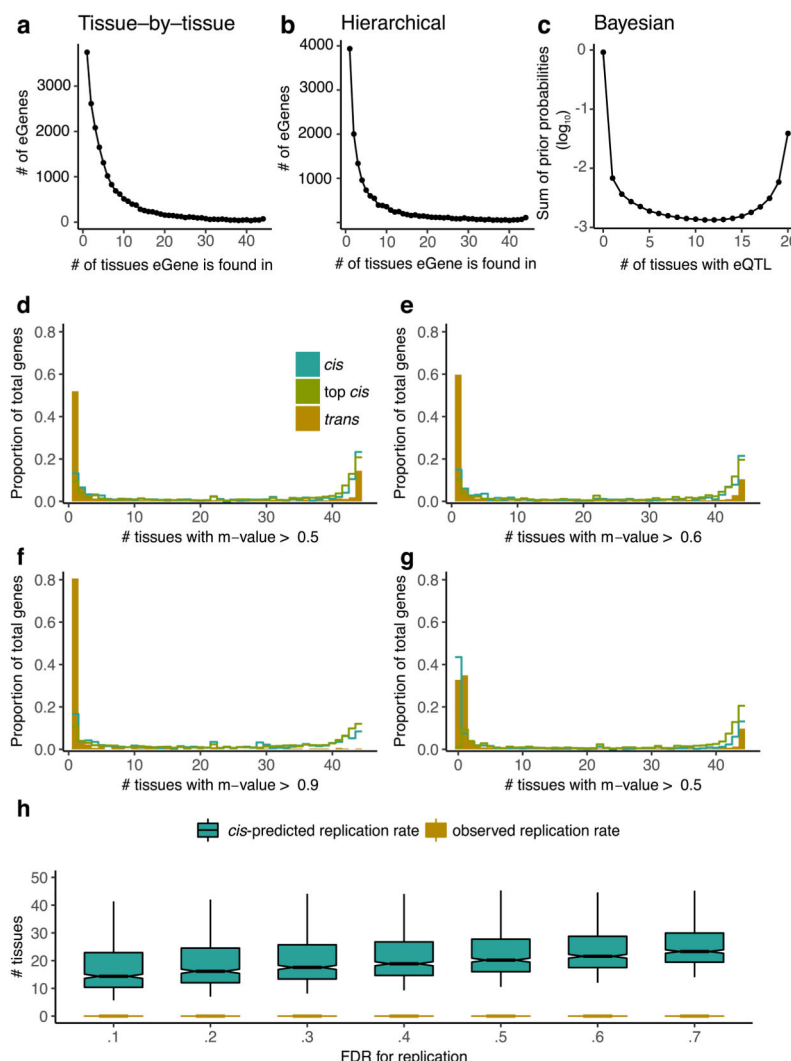 a Tissue–by–tissue
b Hierarchical
c Bayesian
# of eGenes
3000
2000
1000
0
0 10 20 30 40
# of tissues eGene is found in
# of eGenes
4000
3000
2000
1000
0
0 10 20 30 40
# of tissues eGene is found in
Sum of prior probabilities
(log10)
0
-1
-2
-3
0 5 10 15 20
# of tissues with eQTL
d
Proportion of total genes
0.8
0.6
0.4
0.2
0.0
0 10 20 30 40
# tissues with m−value > 0.5
cis
top cis
trans
e
Proportion of total genes
0.8
0.6
0.4
0.2
0.0
0 10 20 30 40
# tissues with m−value > 0.6
f
Proportion of total genes
0.8
0.6
0.4
0.2
0.0
0 10 20 30 40
# tissues with m−value > 0.9
g
Proportion of total genes
0.8
0.6
0.4
0.2
0.0
0 10 20 30 40
# tissues with m−value > 0.5
h
cis-predicted replication rate observed replication rate
# tissues
50
40
30
20
10
0
.1 .2 .3 .4 .5 .6 .7
FDR for replication